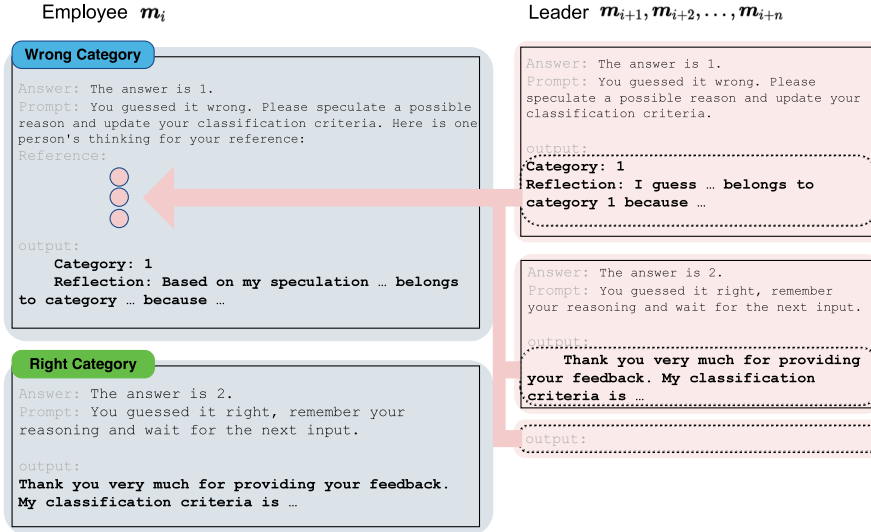 Employee m_i
Leader m_{i+1}, m_{i+2}, ..., m_{i+n}
Wrong Category
Answer: The answer is 1.
Prompt: You guessed it wrong. Please speculate a possible
reason and update your classification criteria. Here is one
person's thinking for your reference:
Reference:
output:
Category: 1
Reflection: Based on my speculation … belongs
to category … because …
Right Category
Answer: The answer is 2.
Prompt: You guessed it right, remember your
reasoning and wait for the next input.
output:
Thank you very much for providing your feedback.
My classification criteria is …
Answer: The answer is 1.
Prompt: You guessed it wrong. Please
speculate a possible reason and update your
classification criteria.
output:
Category: 1
Reflection: I guess … belongs to
category 1 because …
Answer: The answer is 2.
Prompt: You guessed it right, remember
your reasoning and wait for the next input.
output:
Thank you very much for providing
your feedback. My classification
criteria is …
output: